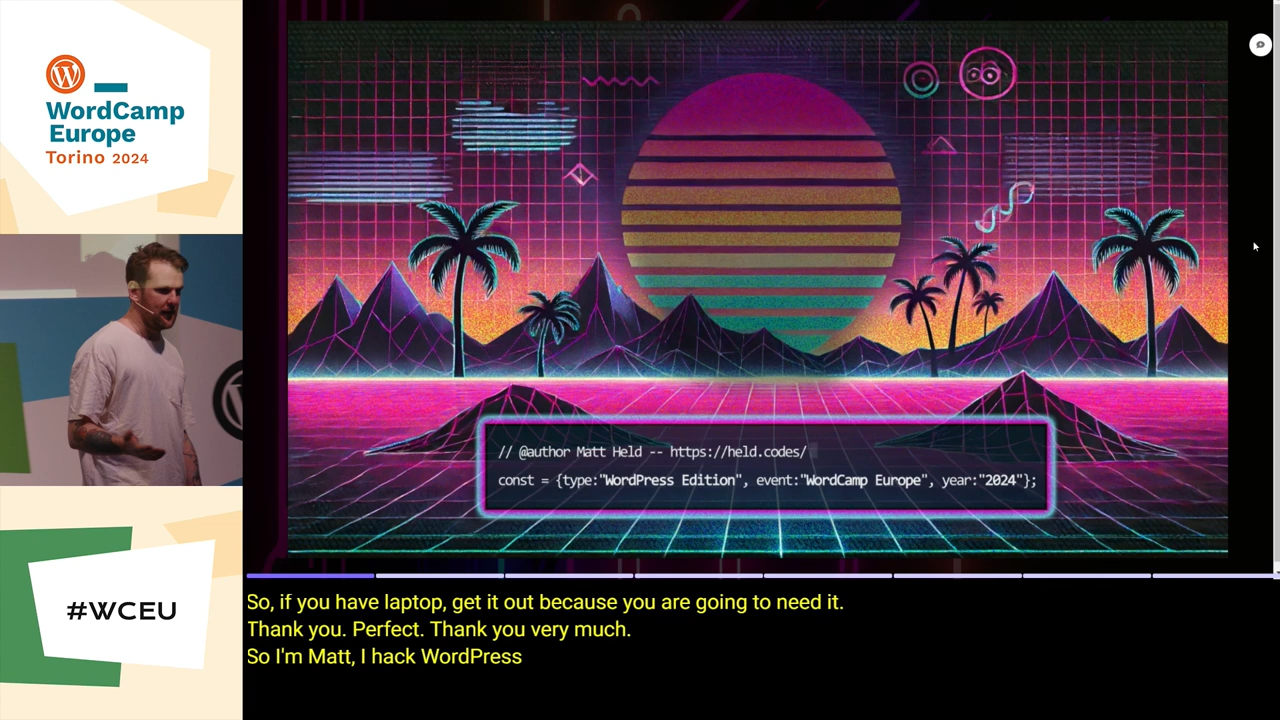 WordCamp
Europe
Torino 2024
// @author Matt Held -- https://held.codes/
const = {type:"WordPress Edition", event:"WordCamp Europe", year:"2024"};
#WCEU
So, if you have laptop, get it out because you are going to need it.
Thank you. Perfect. Thank you very much.
So I'm Matt, I hack WordPress